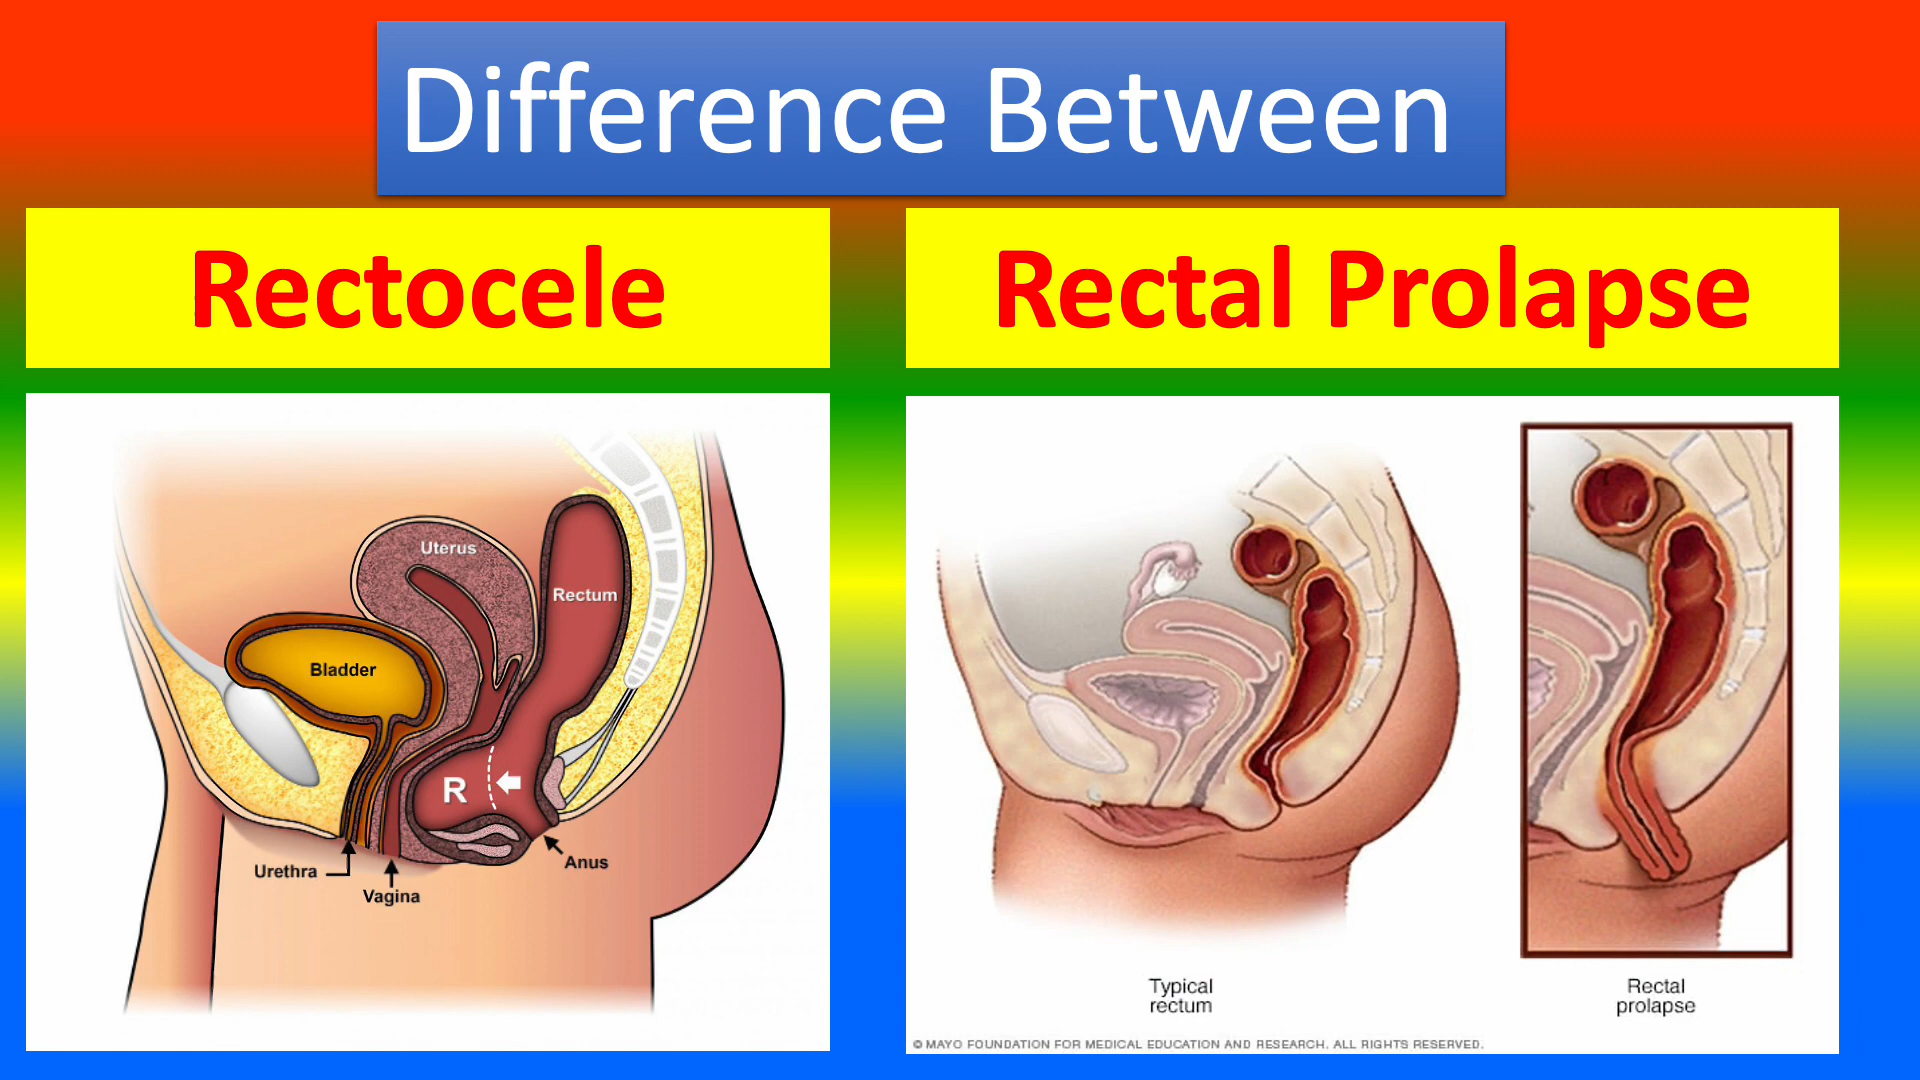 Difference Between
Rectocele
Rectal Prolapse
Uterus
Rectum
Bladder
R
Urethra
Vagina
Anus
Typical
rectum
Rectal
prolapse
© MAYO FOUNDATION FOR MEDICAL EDUCATION AND RESEARCH. ALL RIGHTS RESERVED.